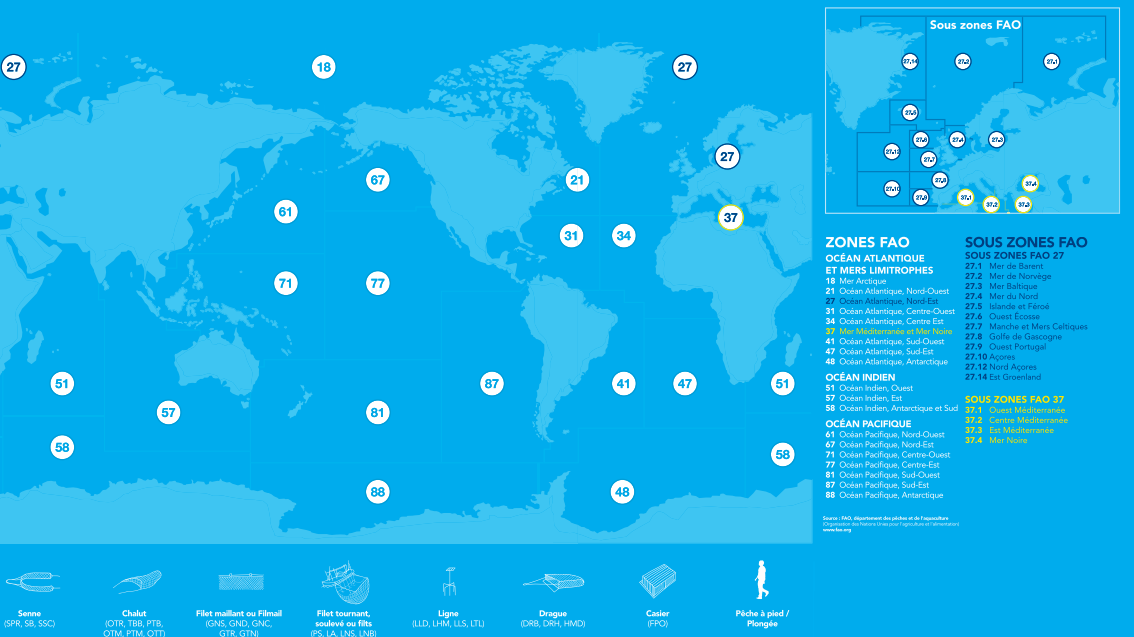 27
18
27
27
67
21
37
61
31
34
71
77
51
87
41
47
51
57
81
58
58
88
48
Sous zones FAO
27.14
27.2
27.1
27.5
27.6
27.4
27.3
27.12
27.7
27.8
37.4
27.10
27.9
37.1
37.2
37.3
ZONES FAO
OCÉAN ATLANTIQUE
ET MERS LIMITROPHES
18 Mer Arctique
21 Océan Atlantique, Nord-Ouest
27 Océan Atlantique, Nord-Est
31 Océan Atlantique, Centre-Ouest
34 Océan Atlantique, Centre Est
37 Mer Méditerranée et Mer Noire
41 Océan Atlantique, Sud-Ouest
47 Océan Atlantique, Sud-Est
48 Océan Atlantique, Antarctique
OCÉAN INDIEN
51 Océan Indien, Ouest
57 Océan Indien, Est
58 Océan Indien, Antarctique et Sud
OCÉAN PACIFIQUE
61 Océan Pacifique, Nord-Ouest
67 Océan Pacifique, Nord-Est
71 Océan Pacifique, Centre-Ouest
77 Océan Pacifique, Centre-Est
81 Océan Pacifique, Sud-Ouest
87 Océan Pacifique, Sud-Est
88 Océan Pacifique, Antarctique
SOUS ZONES FAO
SOUS ZONES FAO 27
27.1 Mer de Barent
27.2 Mer de Norvège
27.3 Mer Baltique
27.4 Mer du Nord
27.5 Islande et Féroé
27.6 Ouest Écosse
27.7 Manche et Mers Celtiques
27.8 Golfe de Gascogne
27.9 Ouest Portugal
27.10 Açores
27.12 Nord Açores
27.14 Est Groenland
SOUS ZONES FAO 37
37.1 Ouest Méditerranée
37.2 Centre Méditerranée
37.3 Est Méditerranée
37.4 Mer Noire
Source : FAO, département des pêches et de l'aquaculture
(Organisation des Nations Unies pour l'agriculture et l'alimentation)
www.fao.org
Senne
(SPR, SB, SSC)
Chalut
(OTR, TBB, PTB,
OTM, PTM, OTT)
Filet maillant ou Filmail
(GNS, GND, GNC,
GTR, GTN)
Filet tournant,
soulevé ou filts
(PS, LA, LNS, LNB)
Ligne
(LLD, LHM, LLS, LTL)
Drague
(DRB, DRH, HMD)
Casier
(FPO)
Pêche à pied /
Plongée